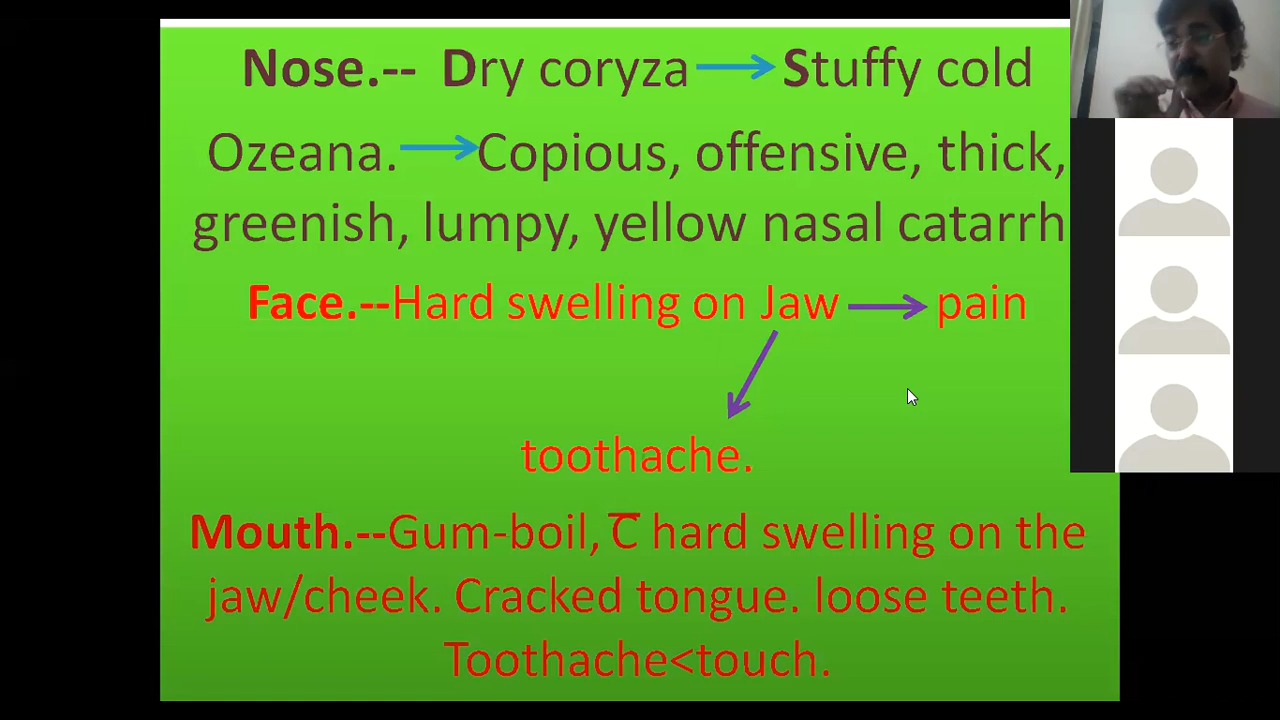 Nose.-- Dry coryza → Stuffy cold
Ozeana. → Copious, offensive, thick,
greenish, lumpy, yellow nasal catarrh
Face.--Hard swelling on Jaw → pain
toothache.
Mouth.--Gum-boil, c̅ hard swelling on the
jaw/cheek. Cracked tongue. loose teeth.
Toothache<touch.